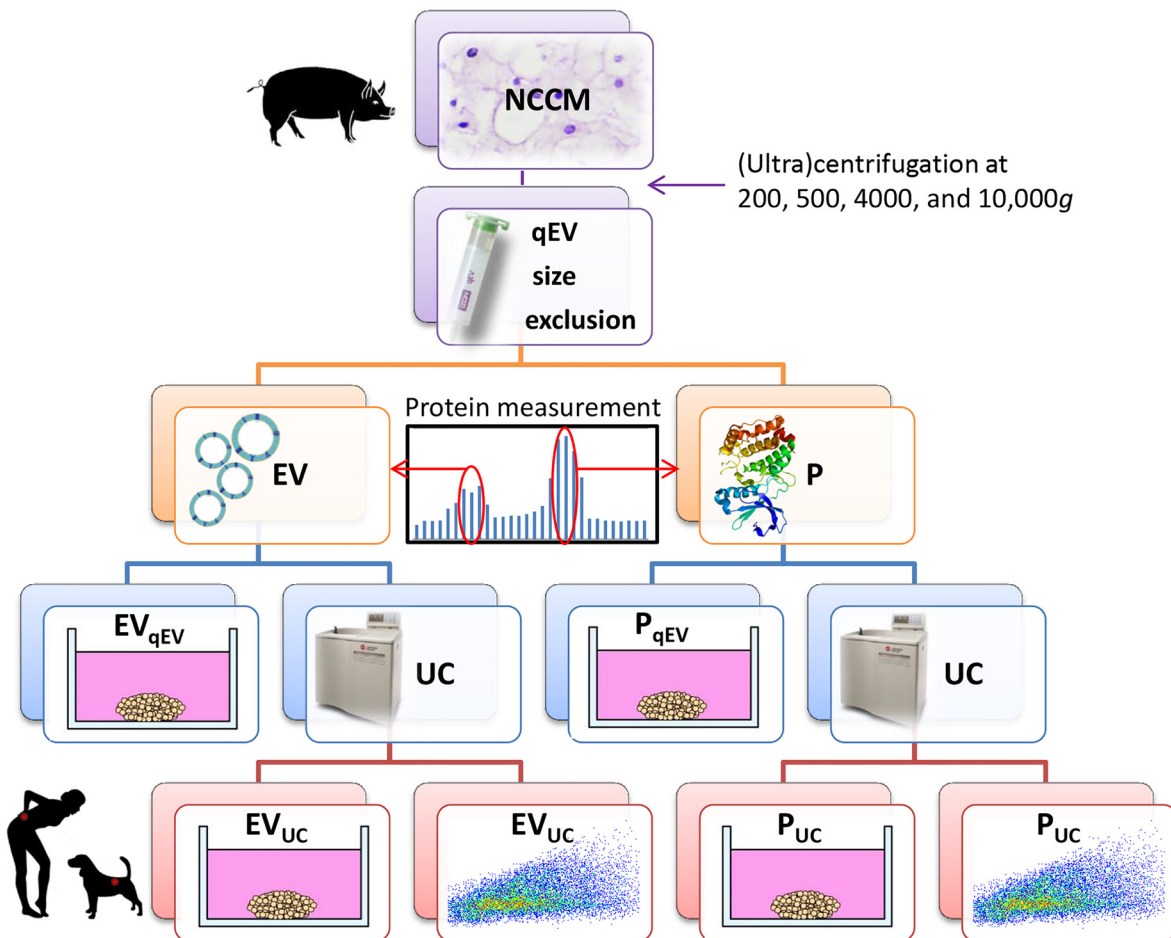 NCCM
(Ultra)centrifugation at
200, 500, 4000, and 10,000g
qEV
size
exclusion
qEV
Protein measurement
EV
P
EVqEV
UC
PqEV
UC
EVUC
EVUC
PUC
PUC